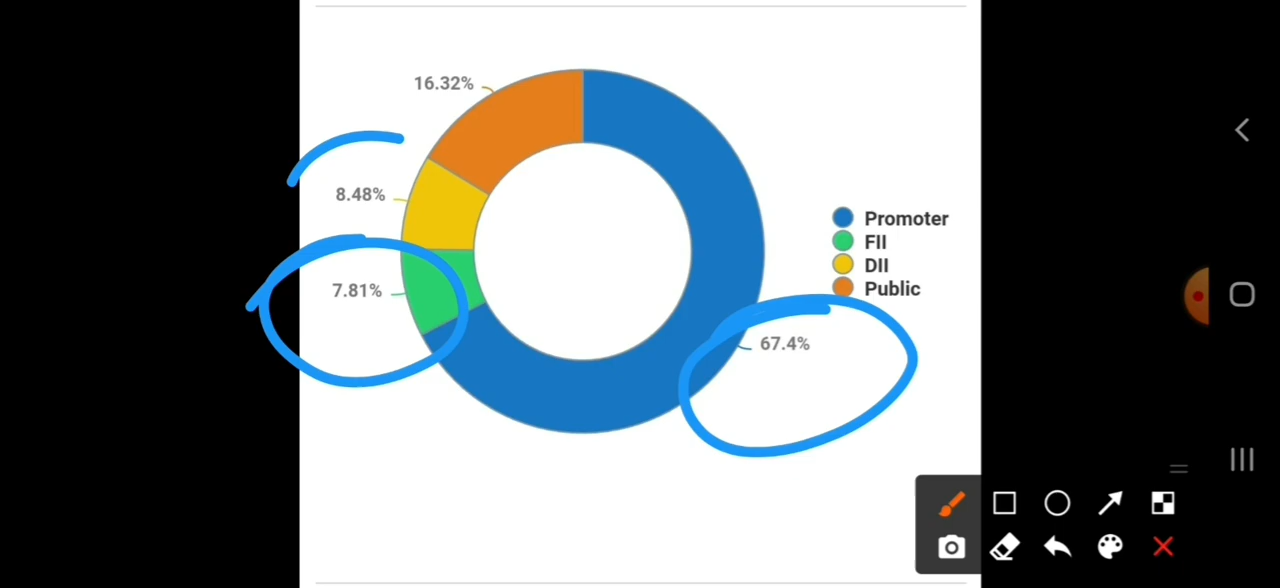 16.32%
8.48%
7.81%
Promoter
FII
DII
Public
67.4%